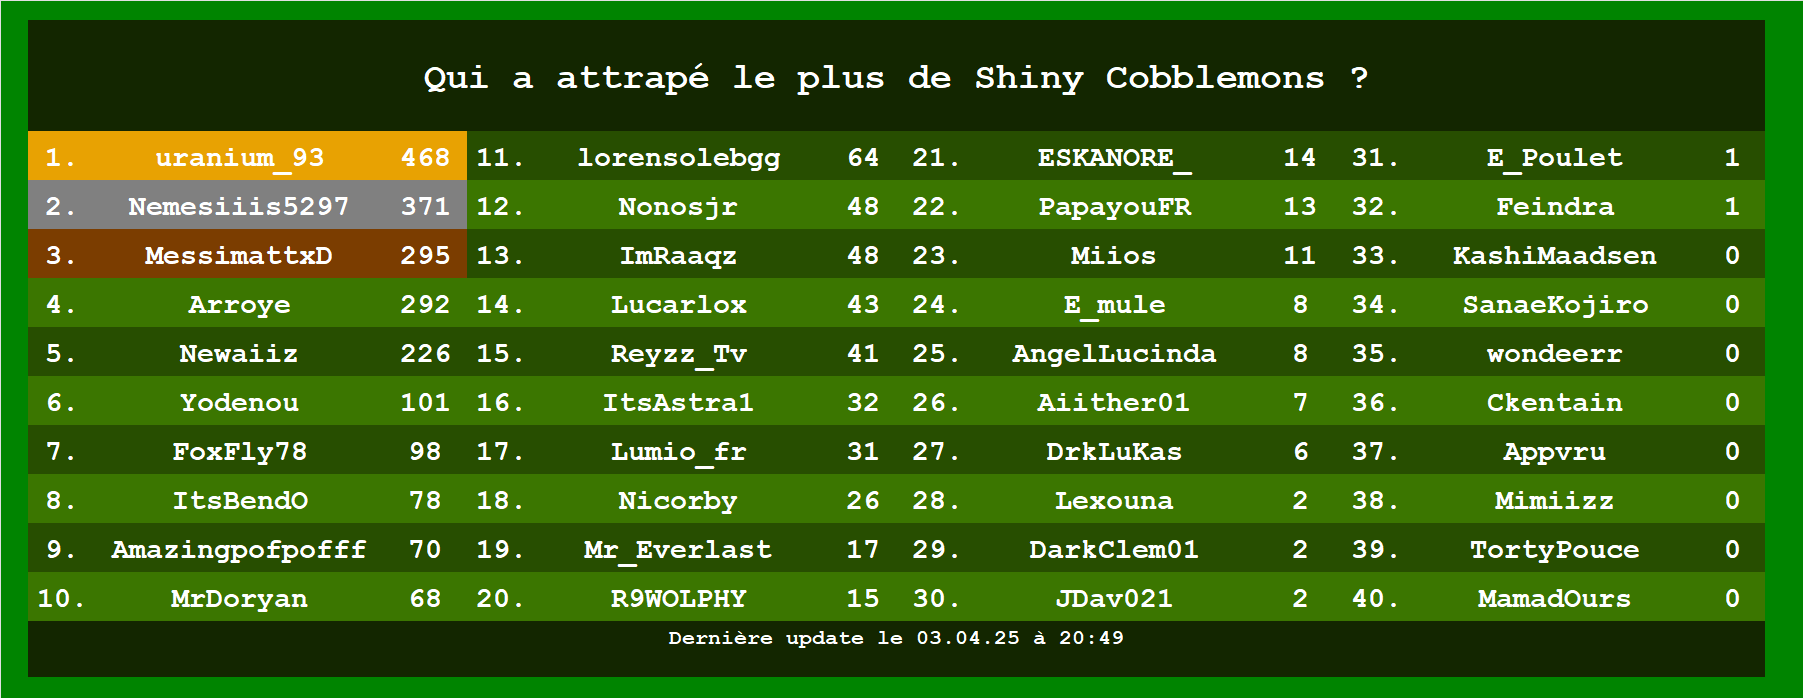 Qui a attrapé le plus de Shiny Cobblemons ?
1. uranium_93 468 11. lorensolebgg 64 21. ESKANORE_ 14 31. E_Poulet 1
2. Nemesiiis5297 371 12. Nonosjr 48 22. PapayouFR 13 32. Feindra 1
3. MessimattxD 295 13. ImRaaqz 48 23. Miios 11 33. KashiMaadsen 0
4. Arroye 292 14. Lucarlox 43 24. E_mule 8 34. SanaeKojiro 0
5. Newaiiz 226 15. Reyzz_Tv 41 25. AngelLucinda 8 35. wondeerr 0
6. Yodenou 101 16. ItsAstra1 32 26. Aiither01 7 36. Ckentain 0
7. FoxFly78 98 17. Lumio_fr 31 27. DrkLuKas 6 37. Appvru 0
8. ItsBendO 78 18. Nicorby 26 28. Lexouna 2 38. Mimiizz 0
9. Amazingpofpofff 70 19. Mr_Everlast 17 29. DarkClem01 2 39. TortyPouce 0
10. MrDoryan 68 20. R9WOLPHY 15 30. JDav021 2 40. MamadOurs 0
Dernière update le 03.04.25 à 20:49